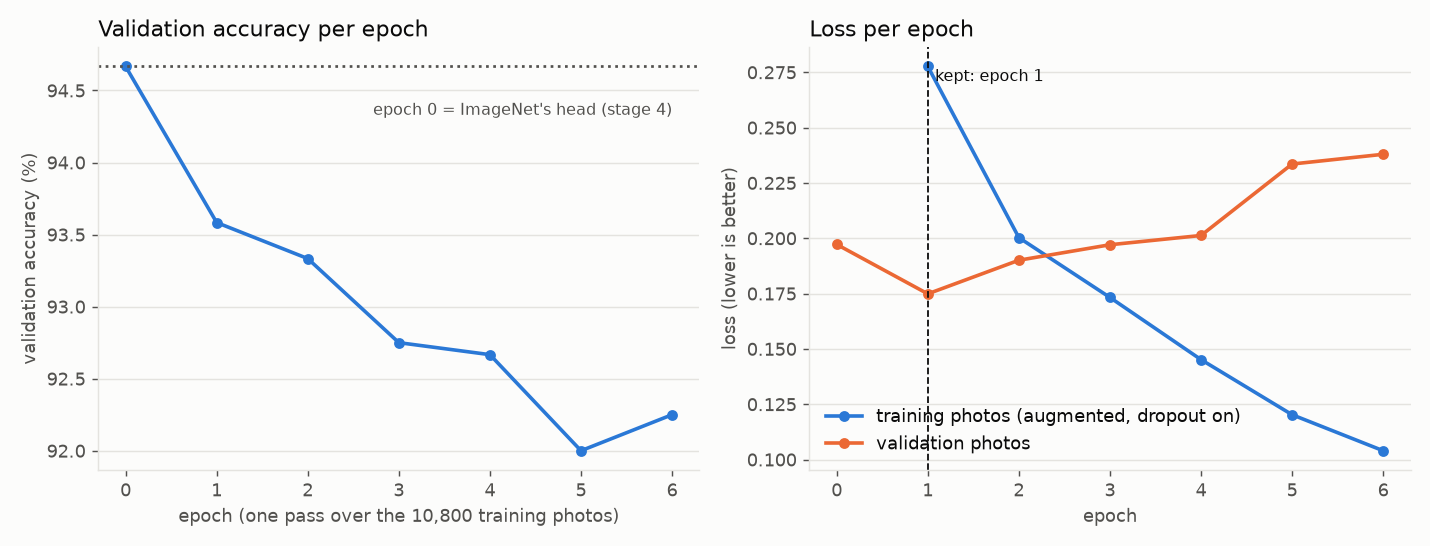 Validation accuracy per epoch
epoch 0 = ImageNet's head (stage 4)
validation accuracy (%)
94.5
94.0
93.5
93.0
92.5
92.0
0 1 2 3 4 5 6
epoch (one pass over the 10,800 training photos)
Loss per epoch
kept: epoch 1
loss (lower is better)
0.275
0.250
0.225
0.200
0.175
0.150
0.125
0.100
training photos (augmented, dropout on)
validation photos
0 1 2 3 4 5 6
epoch